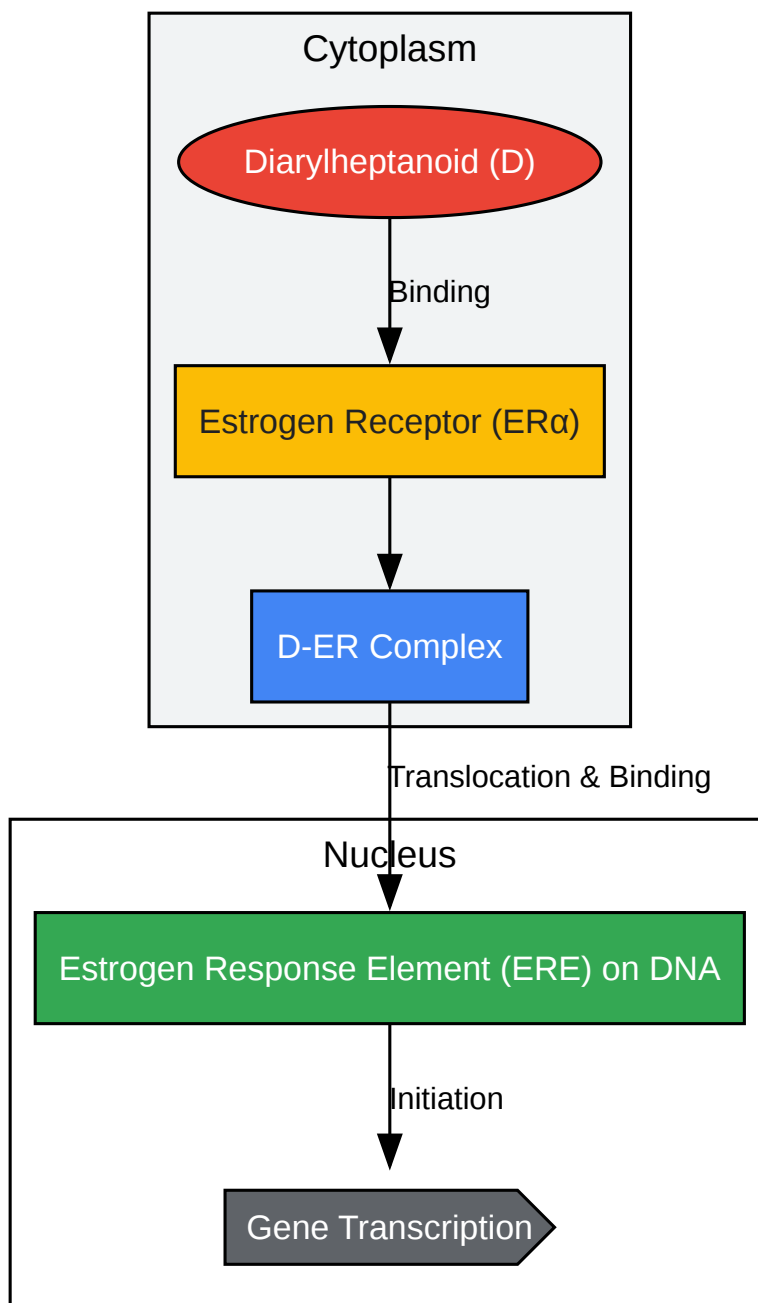 Cytoplasm
Diarylheptanoid (D)
Binding
Estrogen Receptor (ERα)
D-ER Complex
Translocation & Binding
Nucleus
Estrogen Response Element (ERE) on DNA
Initiation
Gene Transcription